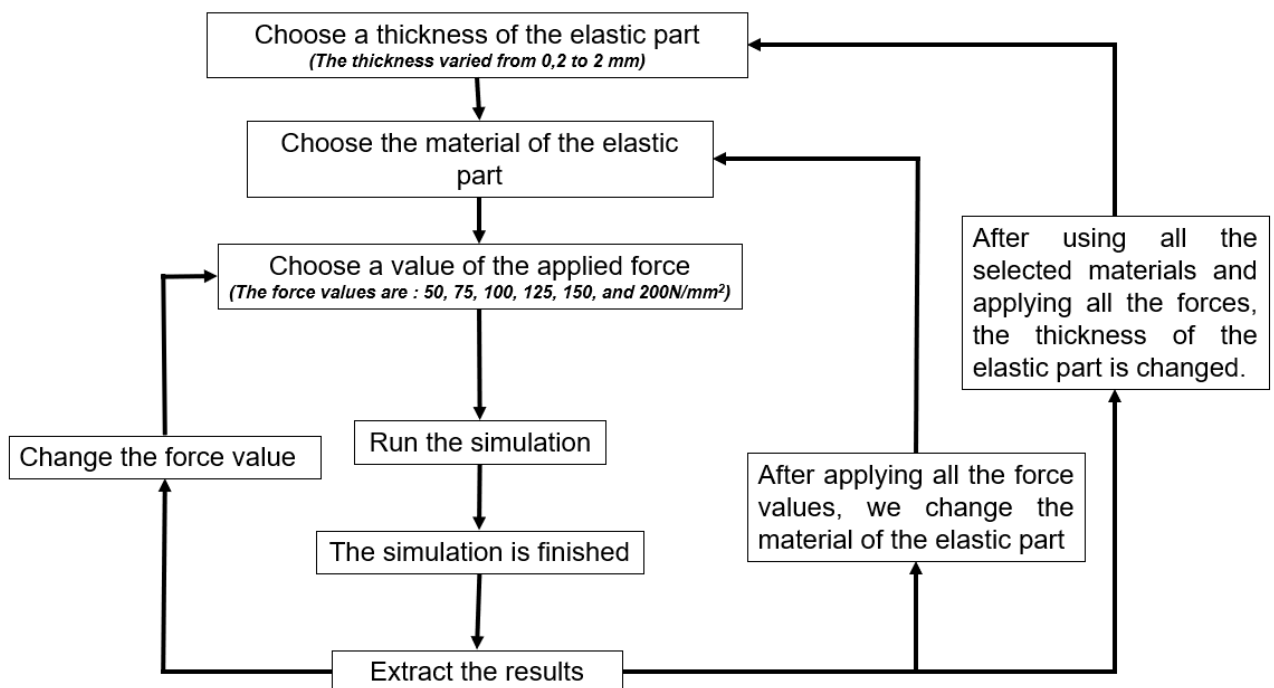 Choose a thickness of the elastic part
(The thickness varied from 0,2 to 2 mm)
Choose the material of the elastic
part
Choose a value of the applied force
(The force values are : 50, 75, 100, 125, 150, and 200N/mm²)
After using all the
selected materials and
applying all the forces,
the thickness of the
elastic part is changed.
Change the force value
Run the simulation
After applying all the force
values, we change the
material of the elastic part
The simulation is finished
Extract the results